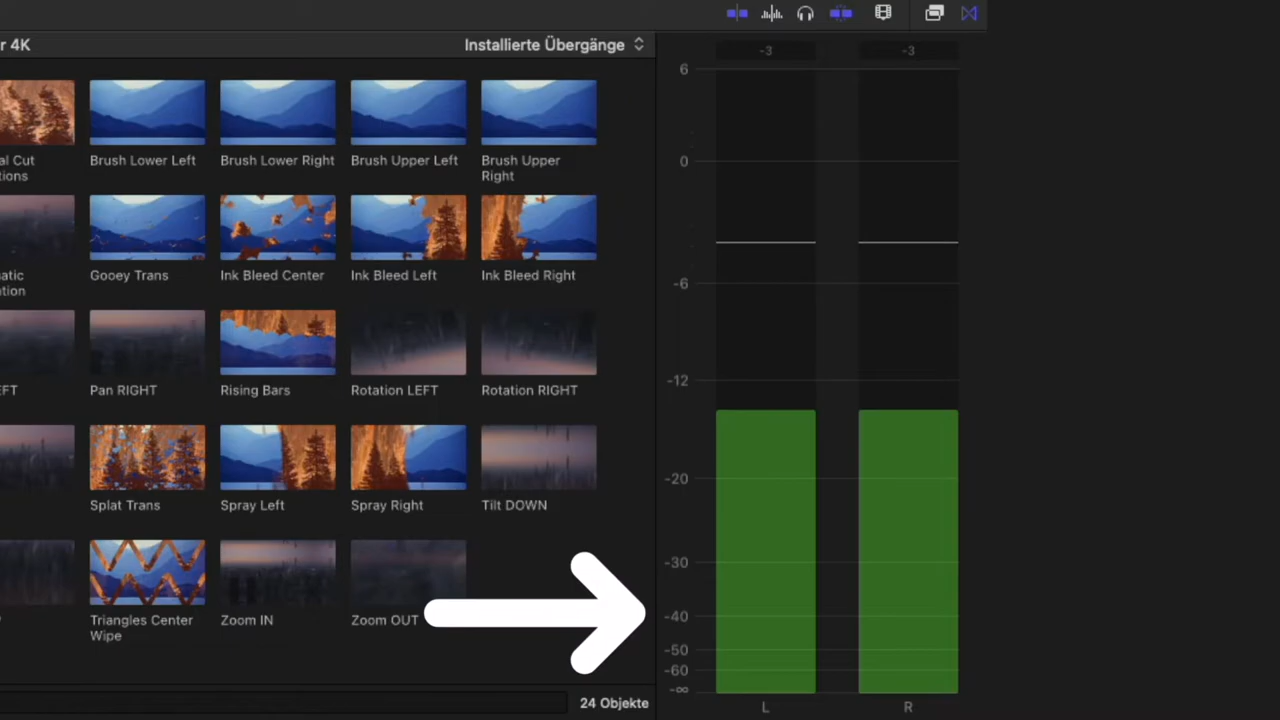 r 4K
Installierte Übergänge
-3
-3
al Cut
tions
Brush Lower Left
Brush Lower Right
Brush Upper Left
Brush Upper
Right
atic
ntion
Gooey Trans
Ink Bleed Center
Ink Bleed Left
Ink Bleed Right
EFT
Pan RIGHT
Rising Bars
Rotation LEFT
Rotation RIGHT
Splat Trans
Spray Left
Spray Right
Tilt DOWN
Triangles Center
Wipe
Zoom IN
Zoom OUT
24 Objekte
6
0
-6
-12
-20
-30
-40
-50
-60
-∞
L
R